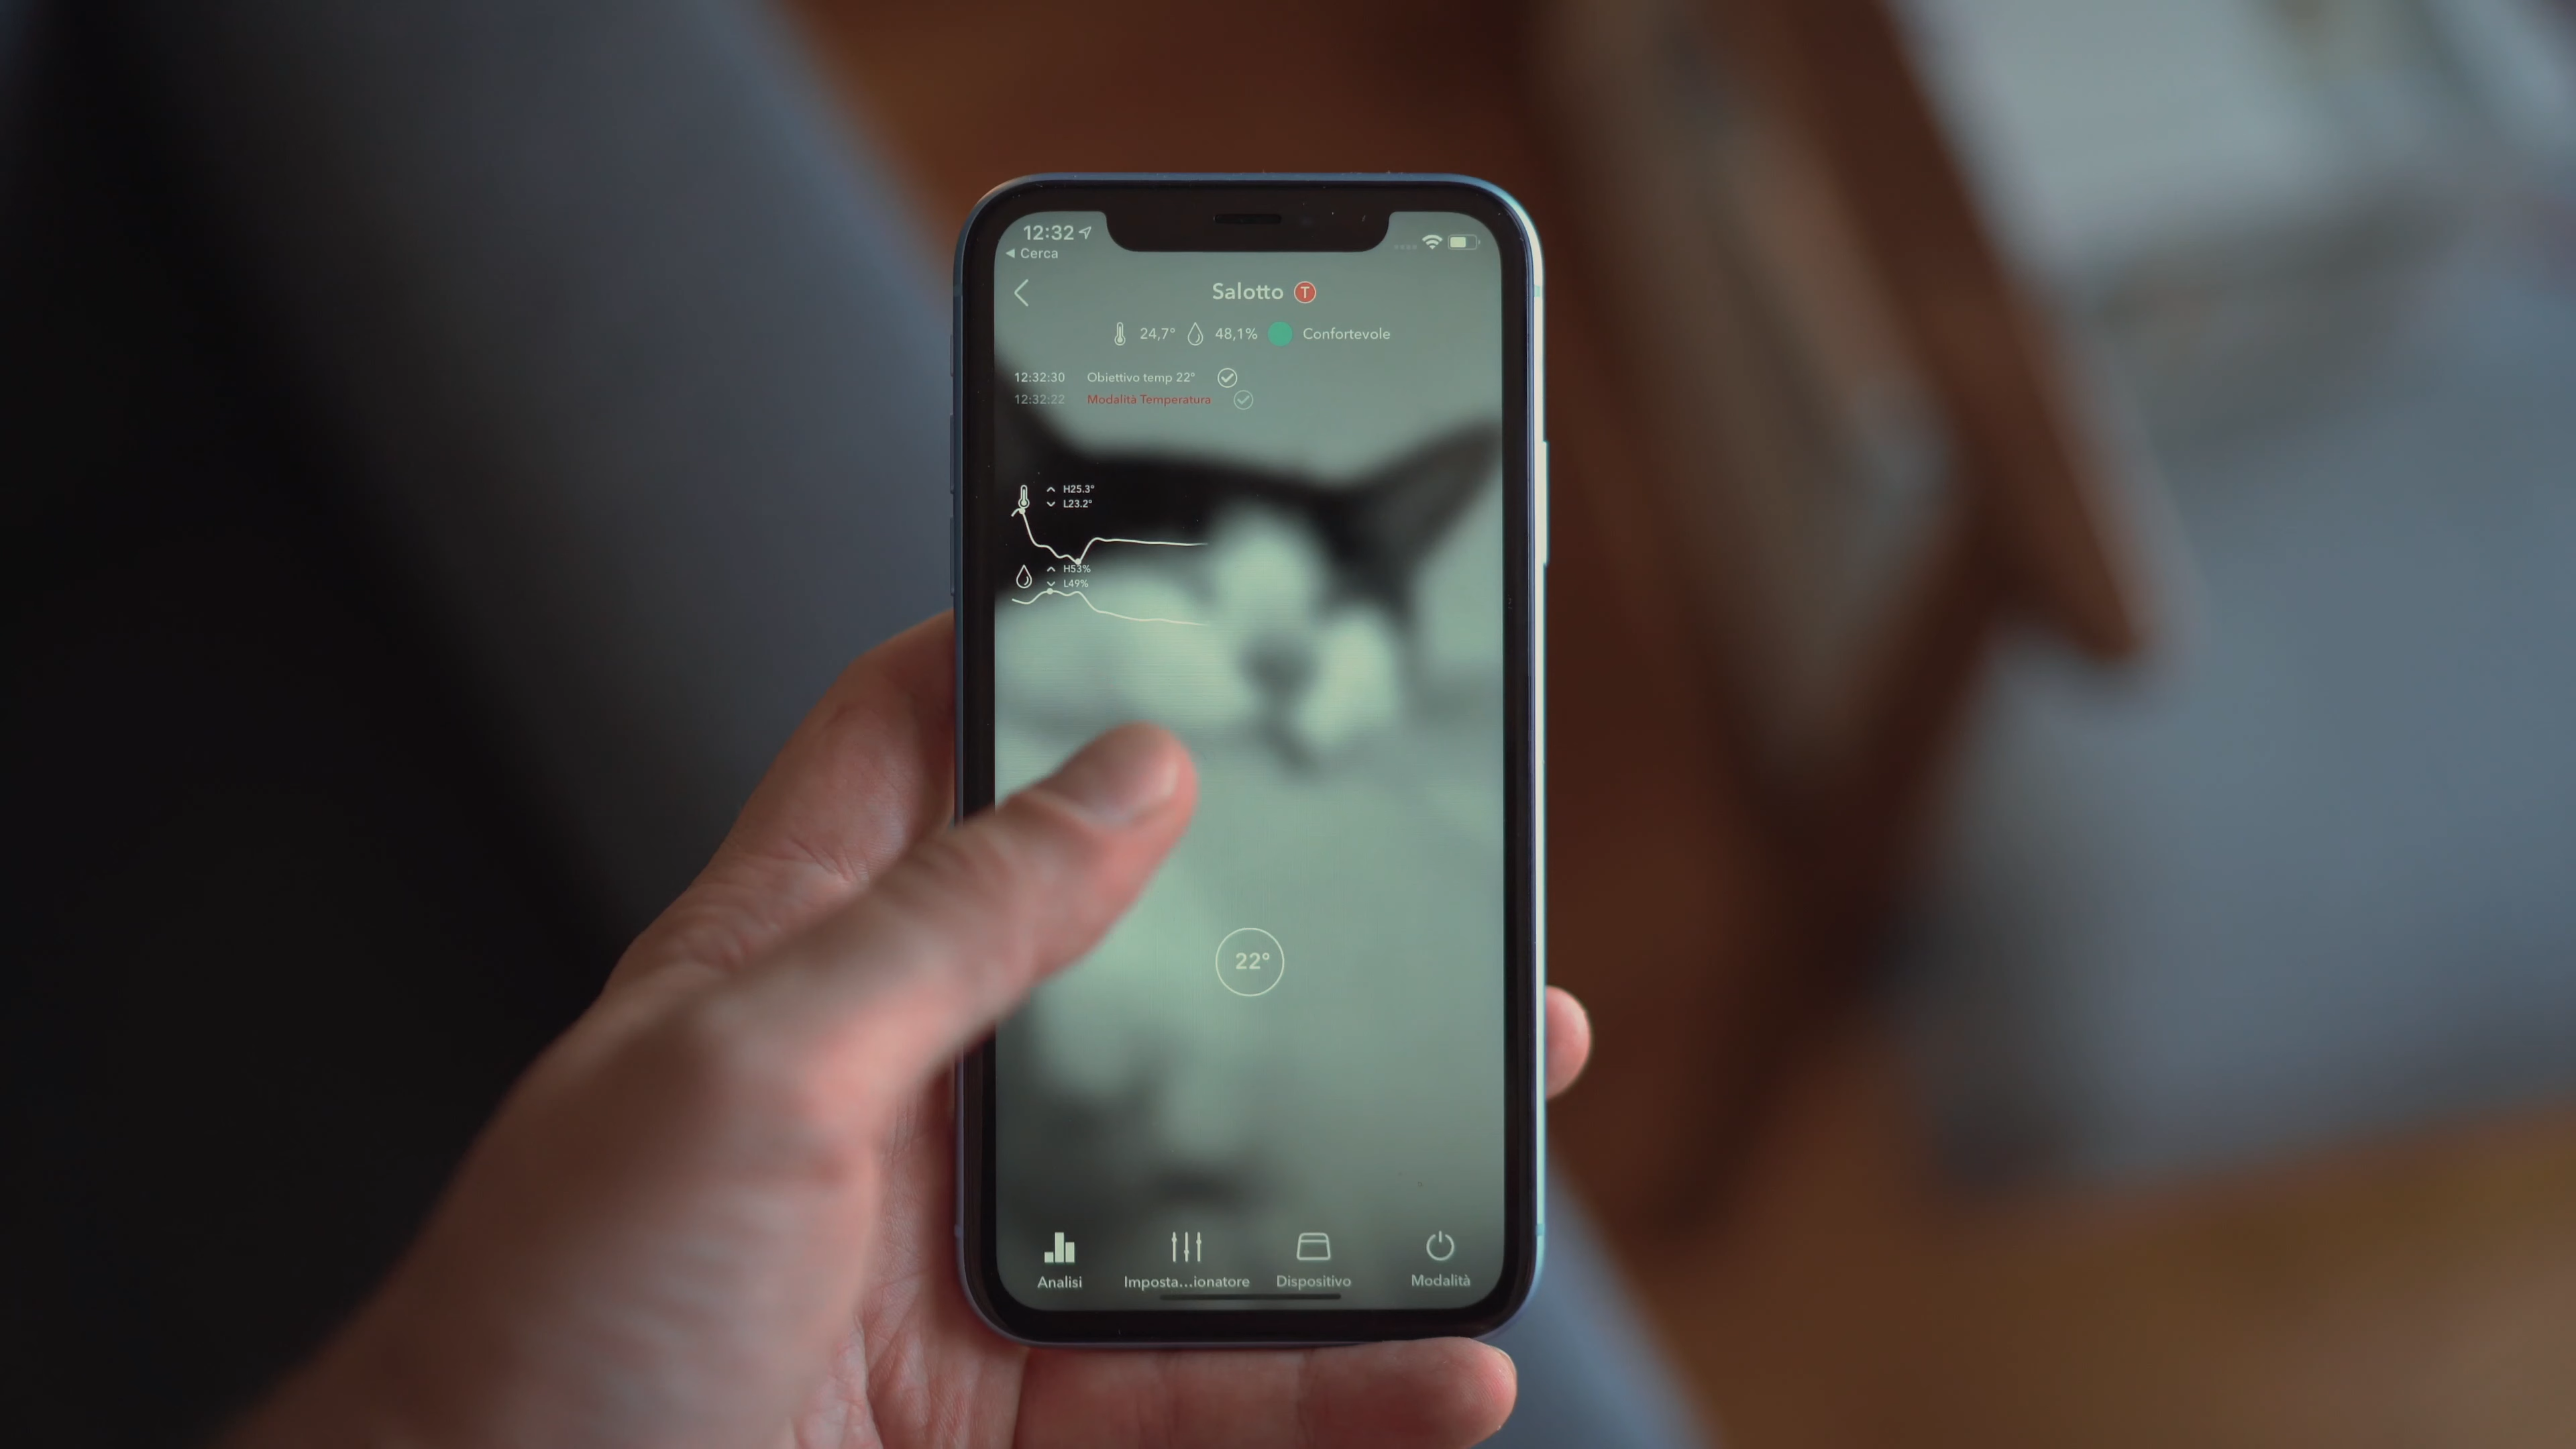 12:32
◀ Cerca
Salotto T
24,7° 48,1% Confortevole
12:32:30 Obiettivo temp 22°
12:32:22 Modalità Temperatura
H25.3°
L23.2°
H53%
L49%
22°
Analisi Imposta...ionatore Dispositivo Modalità